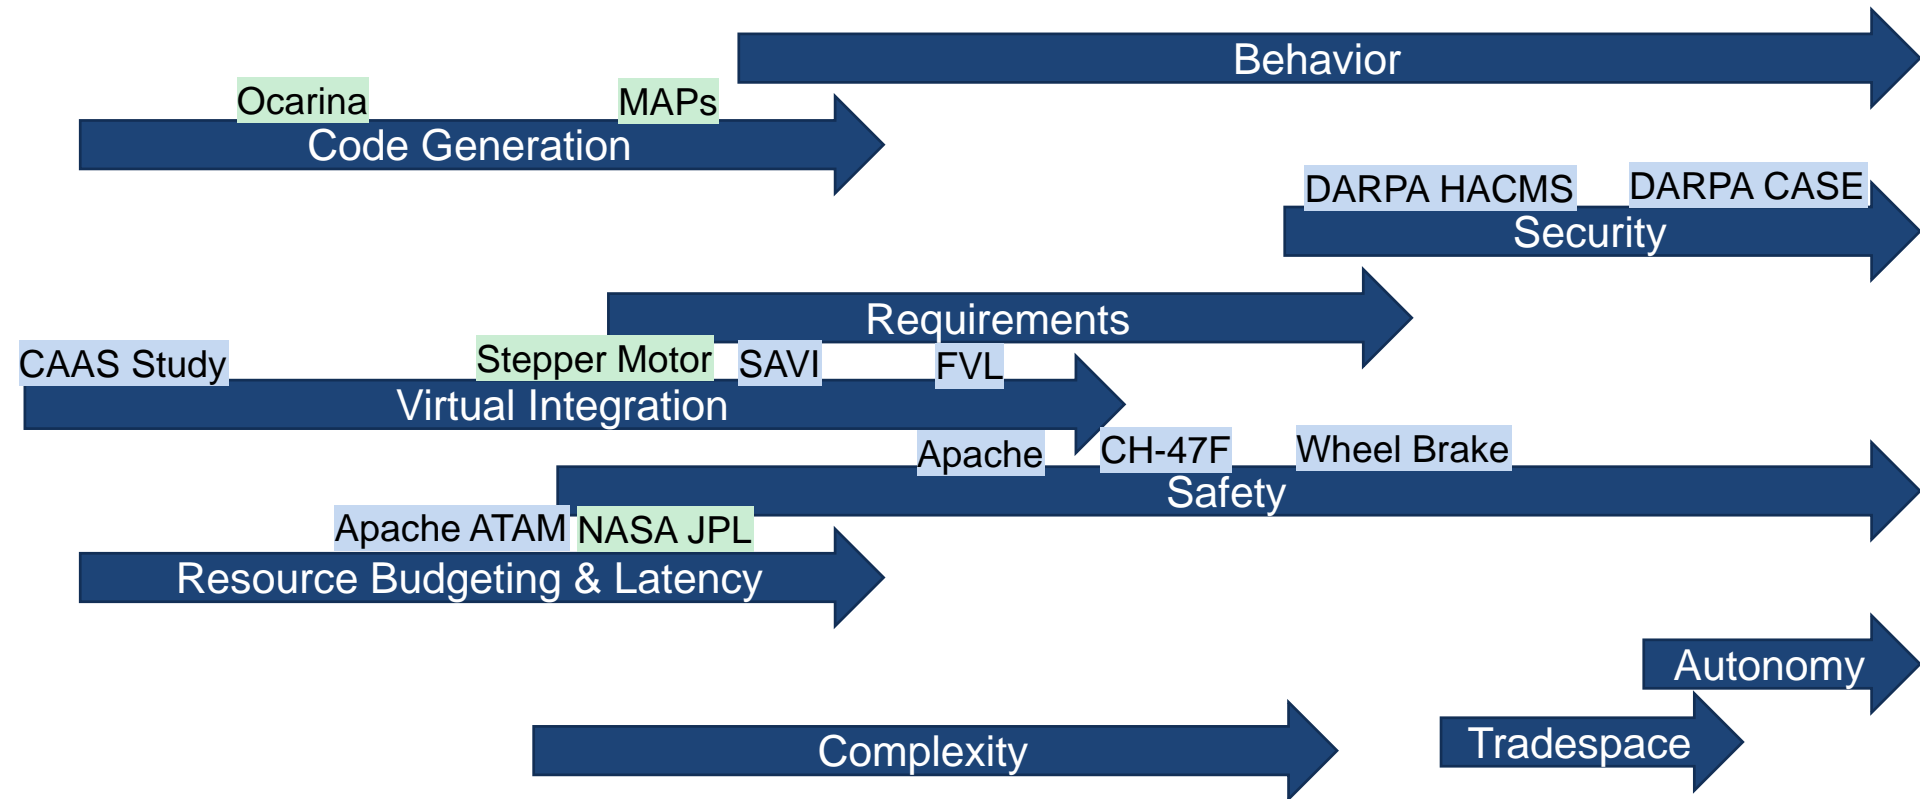 Behavior
Ocarina
MAPs
Code Generation
DARPA HACMS
DARPA CASE
Security
Requirements
CAAS Study
Stepper Motor
SAVI
FVL
Virtual Integration
Apache
CH-47F
Wheel Brake
Safety
Apache ATAM
NASA JPL
Resource Budgeting & Latency
Autonomy
Tradespace
Complexity